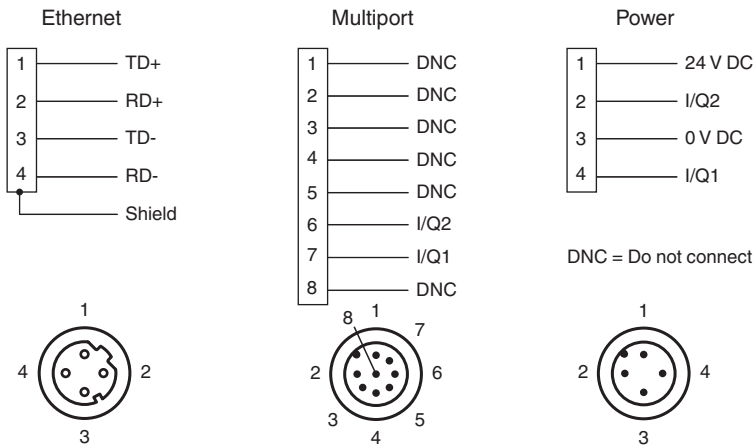 Ethernet
1 TD+
2 RD+
3 TD-
4 RD-
Shield
Multiport
1 DNC
2 DNC
3 DNC
4 DNC
5 DNC
6 I/Q2
7 I/Q1
8 DNC
Power
1 24 V DC
2 I/Q2
3 0 V DC
4 I/Q1
DNC = Do not connect
1
4 2
3
8 1 7
2 6
3 5
4
1
2 4
3